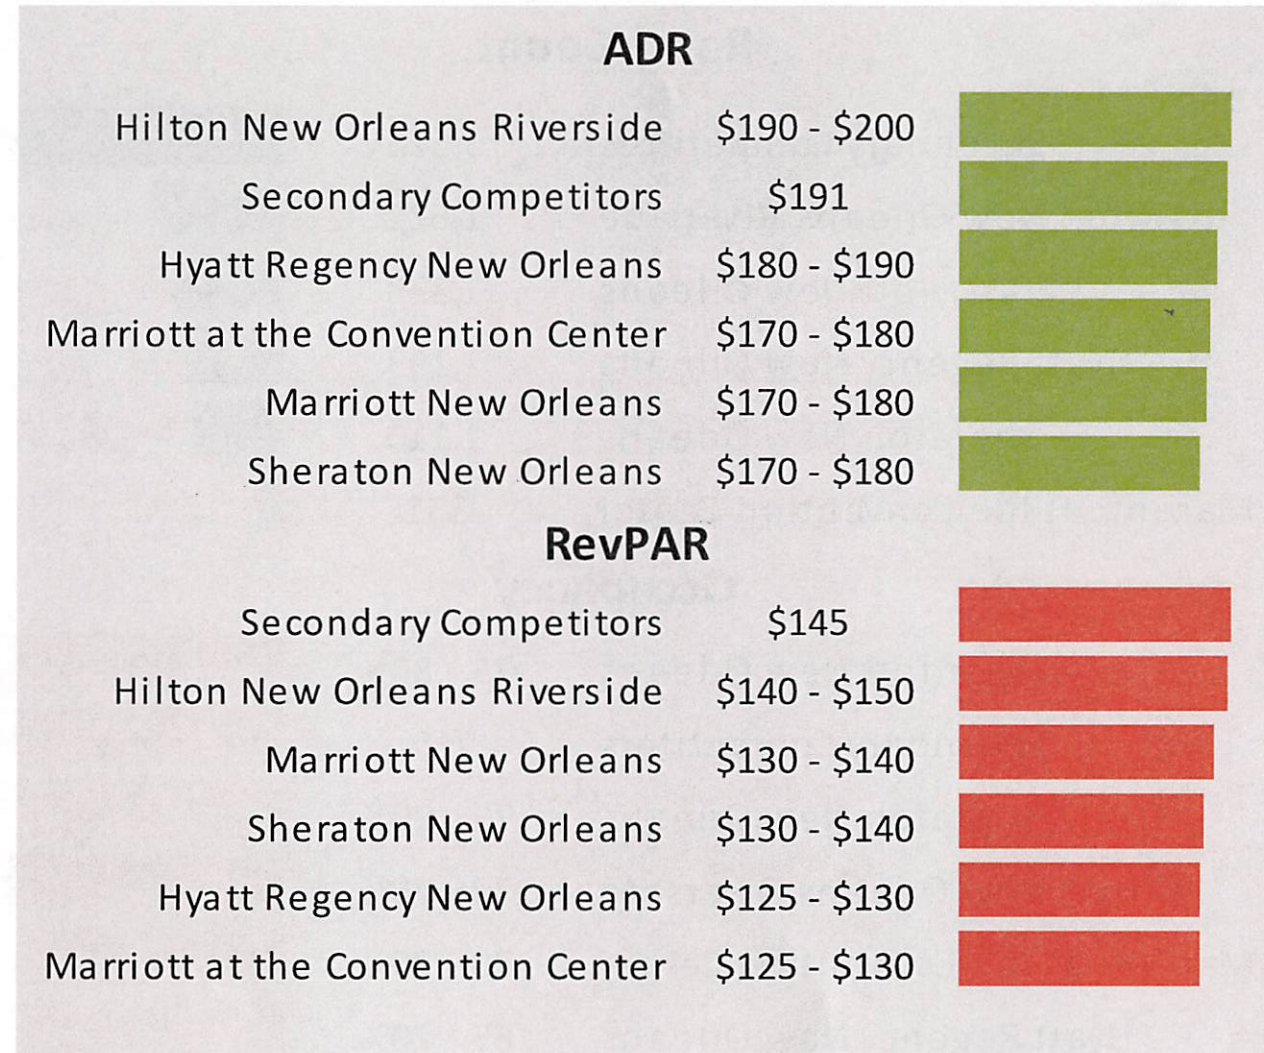 ADR
Hilton New Orleans Riverside $190 - $200
Secondary Competitors $191
Hyatt Regency New Orleans $180 - $190
Marriott at the Convention Center $170 - $180
Marriott New Orleans $170 - $180
Sheraton New Orleans $170 - $180
RevPAR
Secondary Competitors $145
Hilton New Orleans Riverside $140 - $150
Marriott New Orleans $130 - $140
Sheraton New Orleans $130 - $140
Hyatt Regency New Orleans $125 - $130
Marriott at the Convention Center $125 - $130